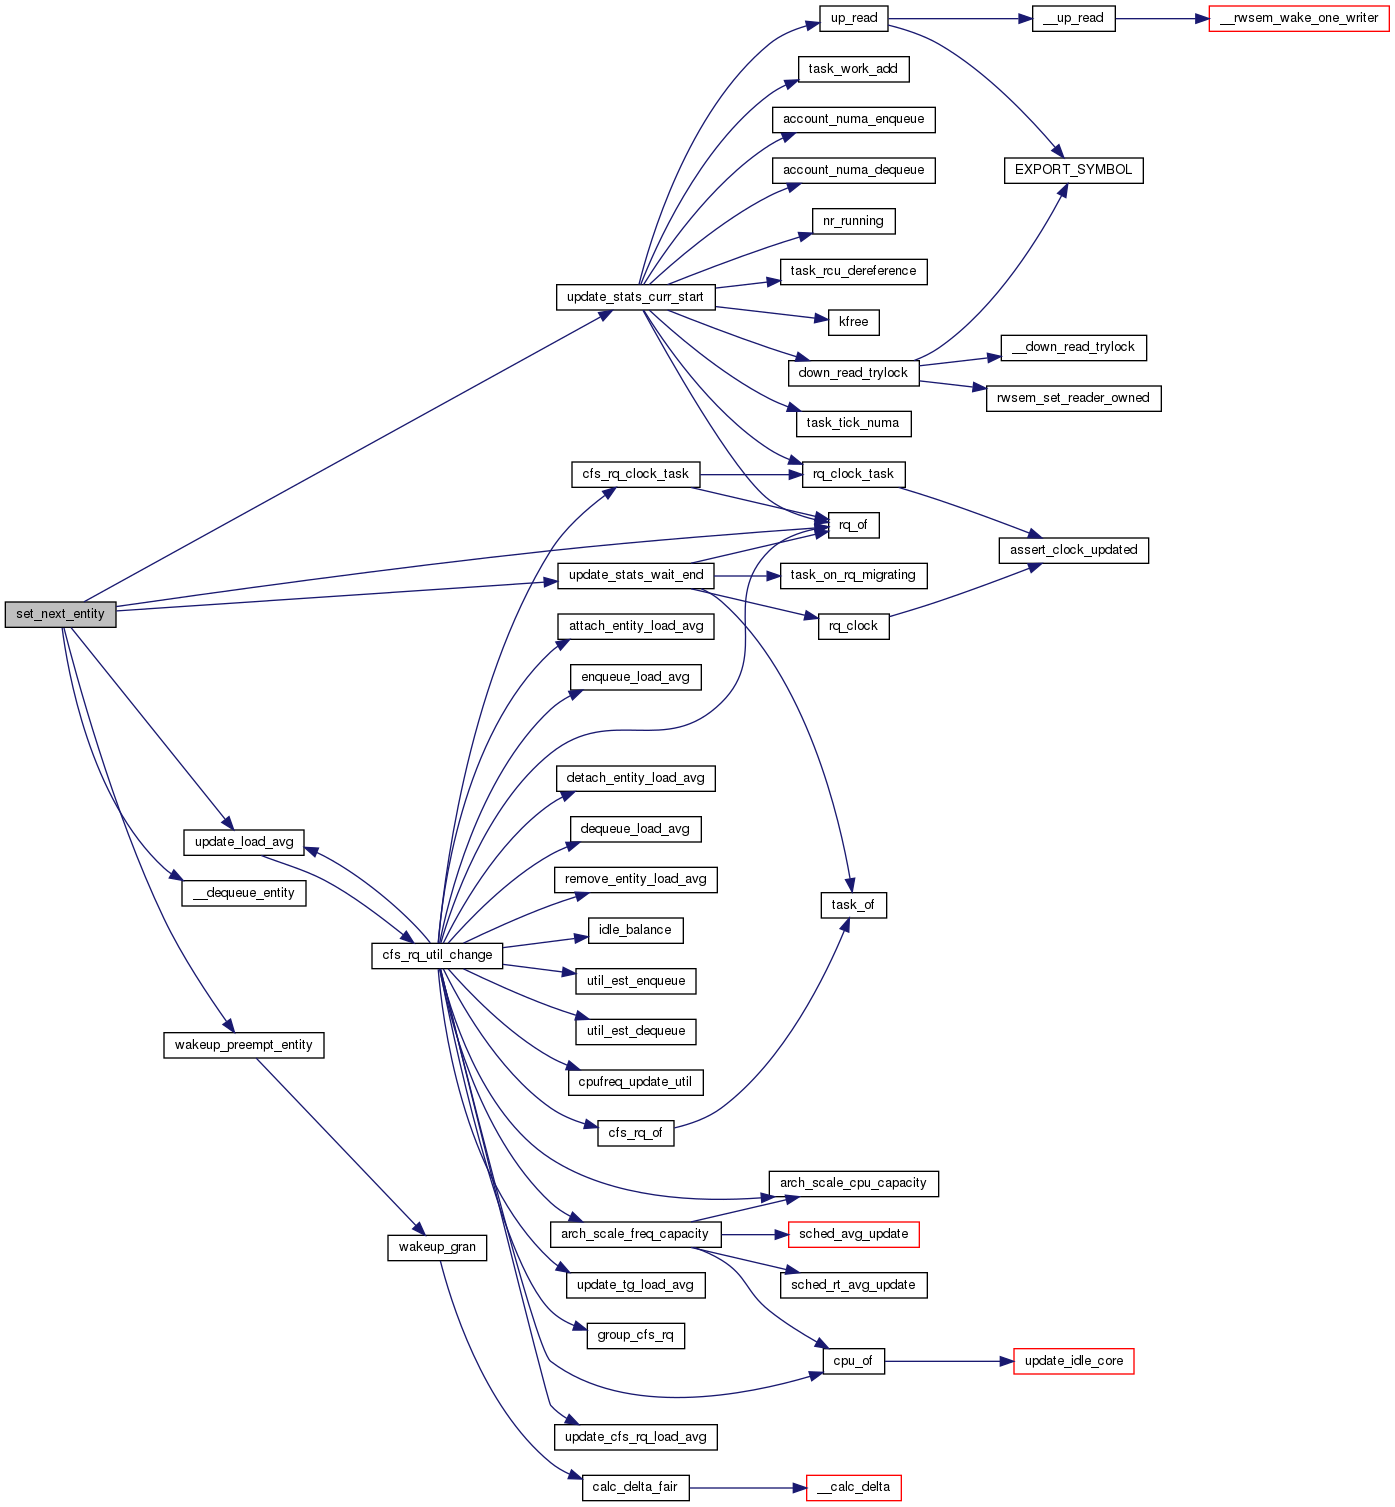 up_read
__up_read
__rwsem_wake_one_writer
task_work_add
account_numa_enqueue
account_numa_dequeue
EXPORT_SYMBOL
nr_running
task_rcu_dereference
update_stats_curr_start
kfree
__down_read_trylock
down_read_trylock
rwsem_set_reader_owned
task_tick_numa
cfs_rq_clock_task
rq_clock_task
rq_of
assert_clock_updated
update_stats_wait_end
task_on_rq_migrating
set_next_entity
attach_entity_load_avg
rq_clock
enqueue_load_avg
detach_entity_load_avg
dequeue_load_avg
update_load_avg
remove_entity_load_avg
__dequeue_entity
task_of
idle_balance
cfs_rq_util_change
util_est_enqueue
util_est_dequeue
wakeup_preempt_entity
cpufreq_update_util
cfs_rq_of
arch_scale_cpu_capacity
arch_scale_freq_capacity
sched_avg_update
wakeup_gran
update_tg_load_avg
sched_rt_avg_update
group_cfs_rq
cpu_of
update_idle_core
update_cfs_rq_load_avg
calc_delta_fair
__calc_delta